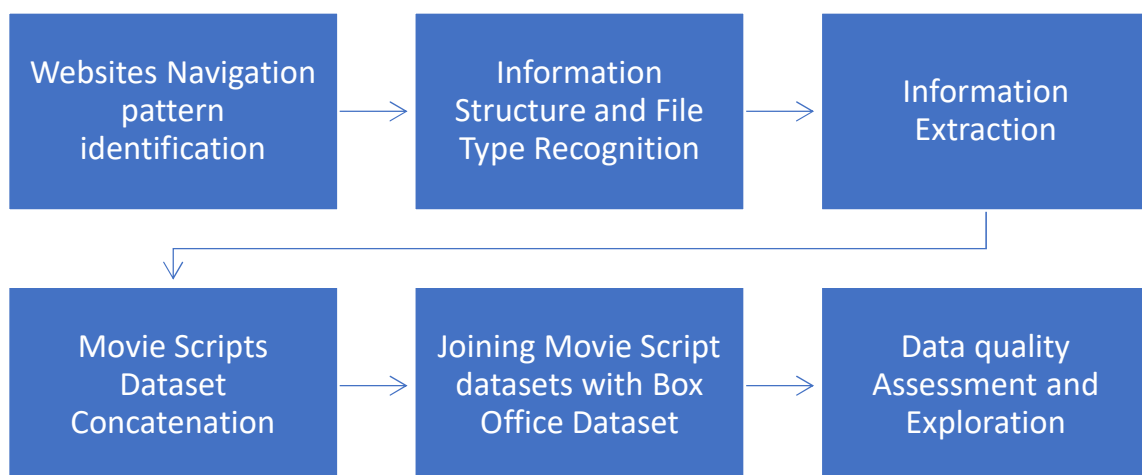 Websites Navigation
pattern
identification
Information
Structure and File
Type Recognition
Information
Extraction
Movie Scripts
Dataset
Concatenation
Joining Movie Script
datasets with Box
Office Dataset
Data quality
Assessment and
Exploration